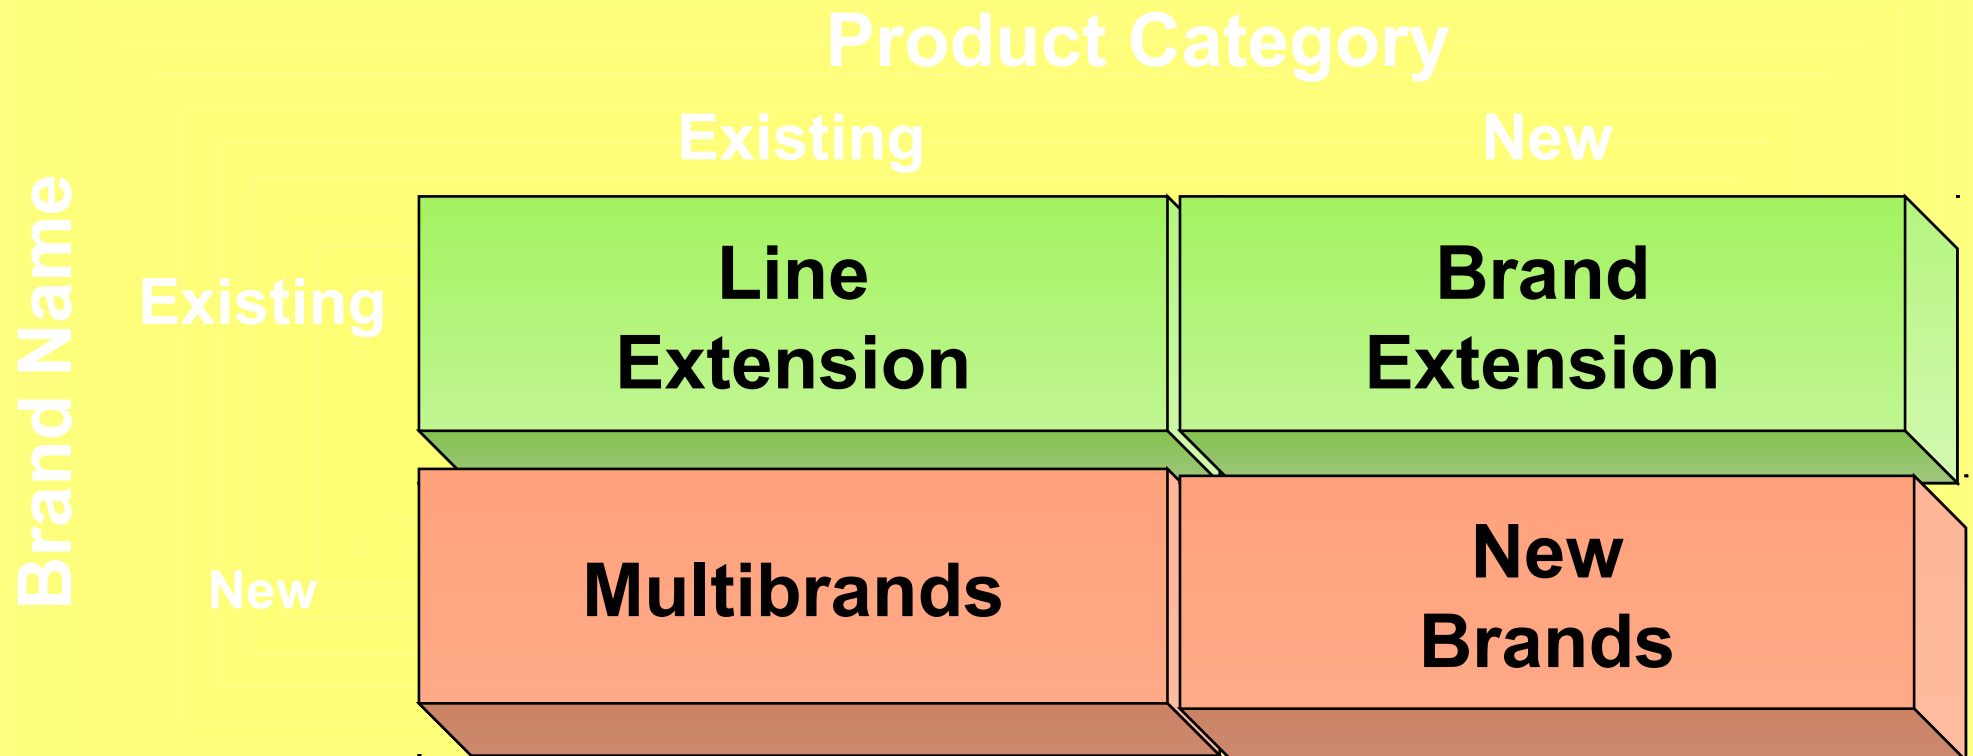 Product Category
Existing
New
Brand Name
Existing
Line
Extension
Brand
Extension
New
Multibrands
New
Brands